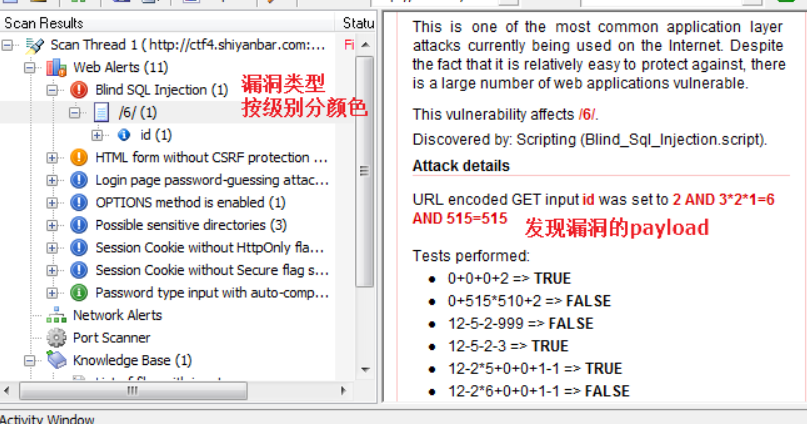 Scan Results
Statu
Scan Thread 1 ( http://ctf4.shiyanbar.com:...
Fi
Web Alerts (11)
Blind SQL Injection (1)
漏洞类型
按级别分颜色
/6/ (1)
id (1)
HTML form without CSRF protection ...
Login page password-guessing attac...
OPTIONS method is enabled (1)
Possible sensitive directories (3)
Session Cookie without HttpOnly fla...
Session Cookie without Secure flag s...
Password type input with auto-comp...
Network Alerts
Port Scanner
Knowledge Base (1)
Activity Window
This is one of the most common application layer
attacks currently being used on the Internet. Despite
the fact that it is relatively easy to protect against, there
is a large number of web applications vulnerable.
This vulnerability affects /6/.
Discovered by: Scripting (Blind_Sql_Injection.script).
Attack details
URL encoded GET input id was set to 2 AND 3*2*1=6
AND 515=515
发现漏洞的payload
Tests performed:
• 0+0+0+2 => TRUE
• 0+515*510+2 => FALSE
• 12-5-2-999 => FALSE
• 12-5-2-3 => TRUE
• 12-2*5+0+0+1-1 => TRUE
• 12-2*6+0+0+1-1 => FALSE